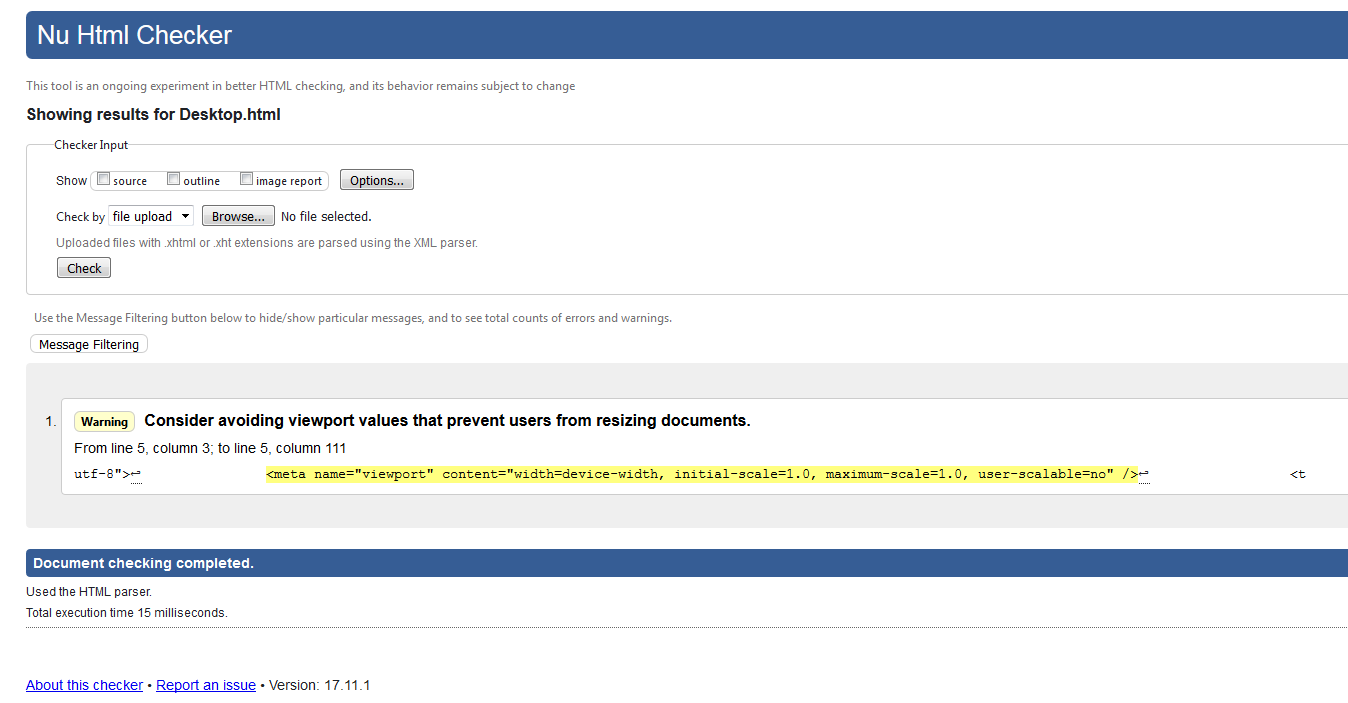 Nu Html Checker
This tool is an ongoing experiment in better HTML checking, and its behavior remains subject to change
Showing results for Desktop.html
Checker Input
Show source outline image report Options...
Check by file upload Browse... No file selected.
Uploaded files with .xhtml or .xht extensions are parsed using the XML parser.
Check
Use the Message Filtering button below to hide/show particular messages, and to see total counts of errors and warnings.
Message Filtering
1. Warning Consider avoiding viewport values that prevent users from resizing documents.
From line 5, column 3; to line 5, column 111
utf-8">↩ <meta name="viewport" content="width=device-width, initial-scale=1.0, maximum-scale=1.0, user-scalable=no" />↩ <t
Document checking completed.
Used the HTML parser.
Total execution time 15 milliseconds.
About this checker • Report an issue • Version: 17.11.1